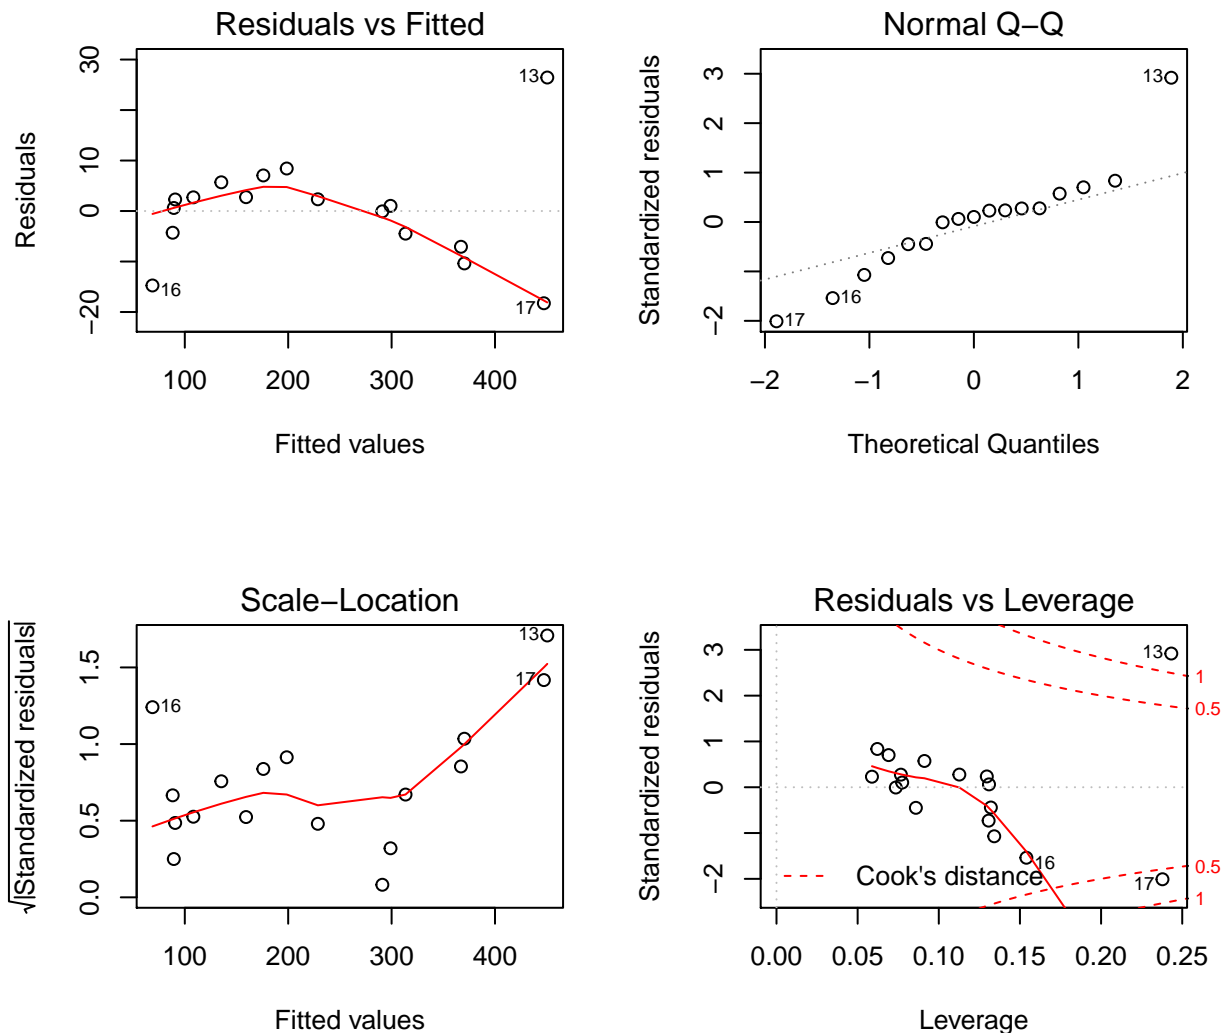 Residuals vs Fitted
30
10
0
−20
Residuals
13
16
17
100 200 300 400
Fitted values
Normal Q−Q
3
2
1
0
−2
Standardized residuals
13
16
17
−2 −1 0 1 2
Theoretical Quantiles
Scale−Location
1.5
1.0
0.5
0.0
√|Standardized residuals|
13
17
16
100 200 300 400
Fitted values
Residuals vs Leverage
3
2
1
0
−2
Standardized residuals
13
1
0.5
16
0.5
17
1
Cook's distance
0.00 0.05 0.10 0.15 0.20 0.25
Leverage